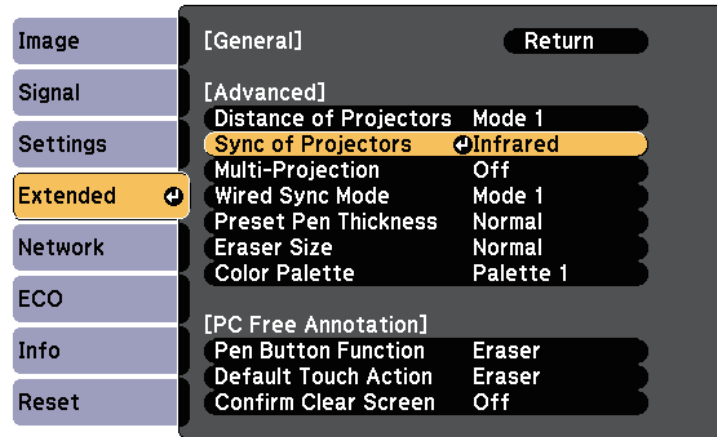 Image
Signal
Settings
Extended
Network
ECO
Info
Reset
[General] Return
[Advanced]
Distance of Projectors Mode 1
Sync of Projectors Infrared
Multi-Projection Off
Wired Sync Mode Mode 1
Preset Pen Thickness Normal
Eraser Size Normal
Color Palette Palette 1
[PC Free Annotation]
Pen Button Function Eraser
Default Touch Action Eraser
Confirm Clear Screen Off